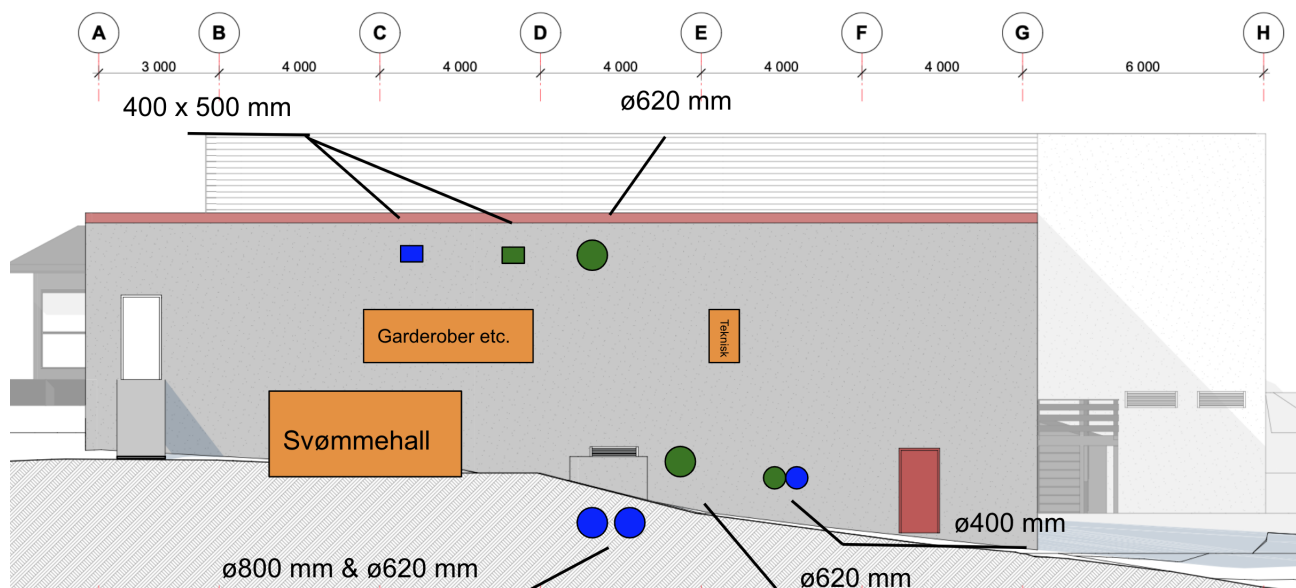 A B C D E F G H
3 000 4 000 4 000 4 000 4 000 4 000 6 000
400 x 500 mm
ø620 mm
Garderober etc.
Teknisk
Svømmehall
ø400 mm
ø800 mm & ø620 mm
ø620 mm